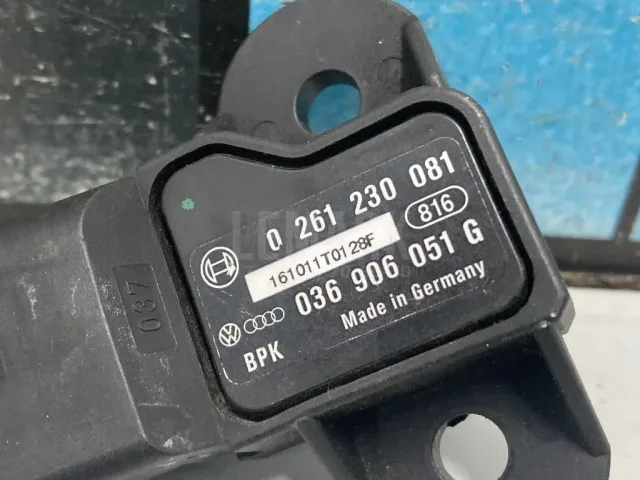 0 261 230 081
816
161011T0128F
036 906 051 G
Made in Germany
BPK
037